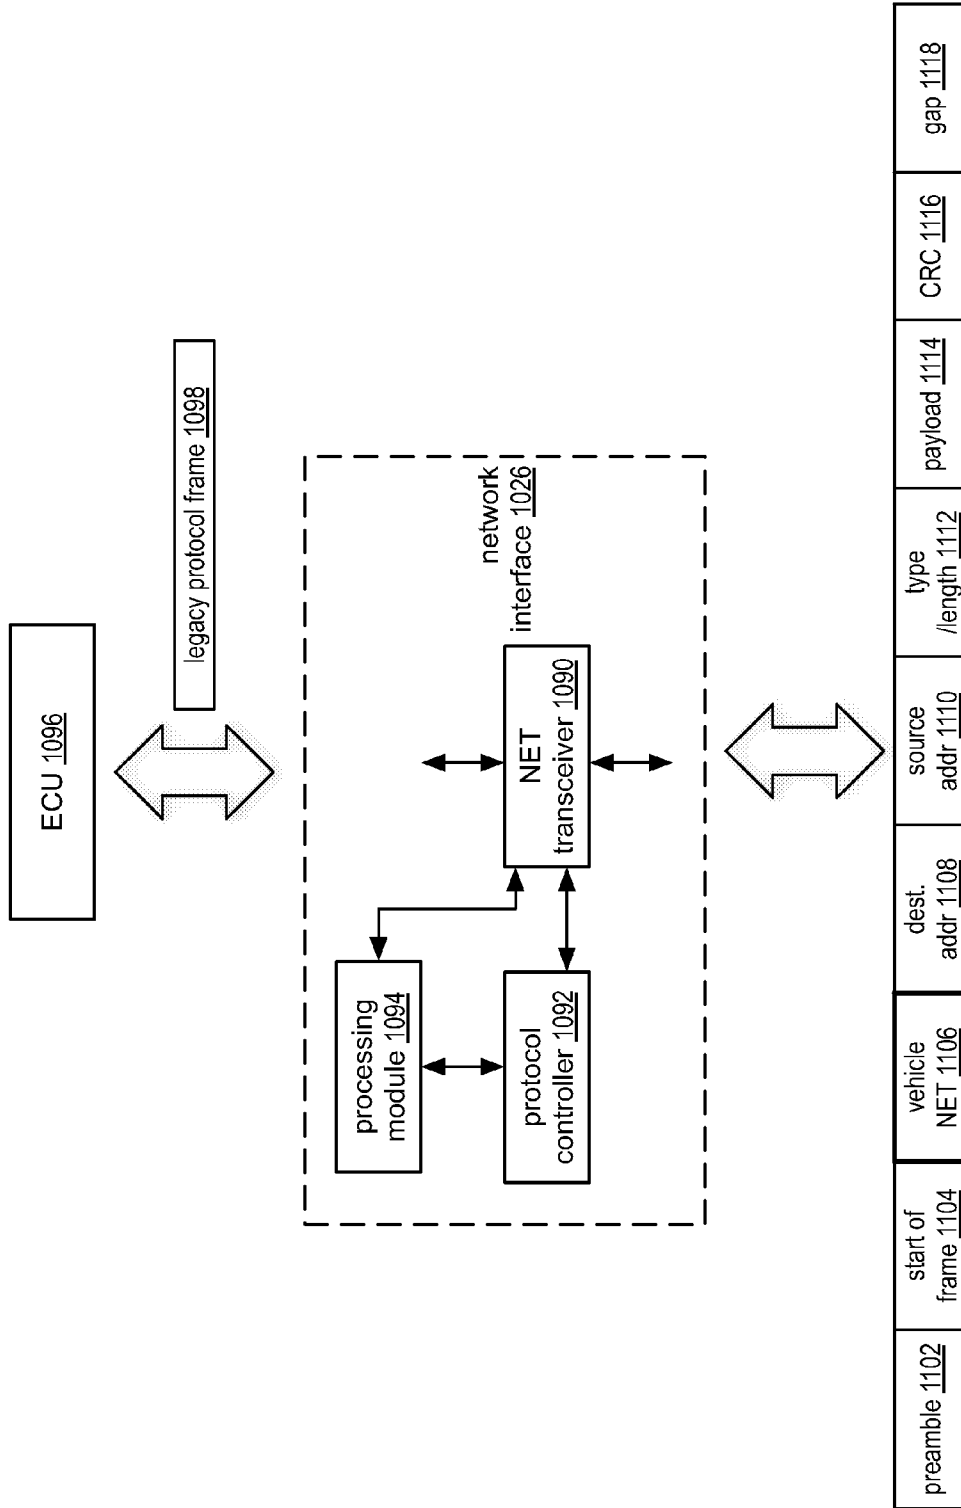 ECU 1096
legacy protocol frame 1098
network
interface 1026
processing
module 1094
NET
transceiver 1090
protocol
controller 1092
preamble 1102
start of
frame 1104
vehicle
NET 1106
dest.
addr 1108
source
addr 1110
type
/length 1112
payload 1114
CRC 1116
gap 1118